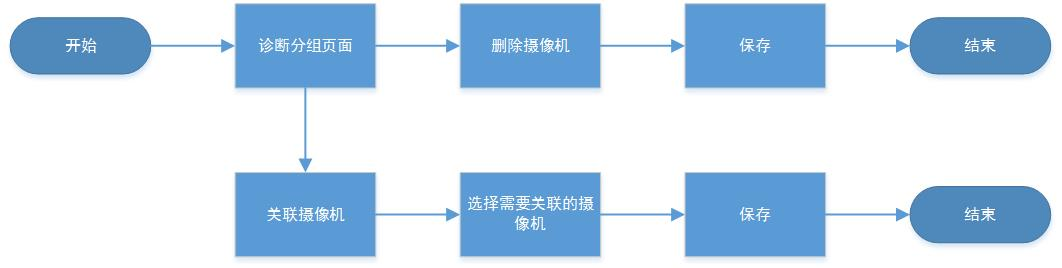 开始
诊断分组页面
删除摄像机
保存
结束
关联摄像机
选择需要关联的摄
像机
保存
结束